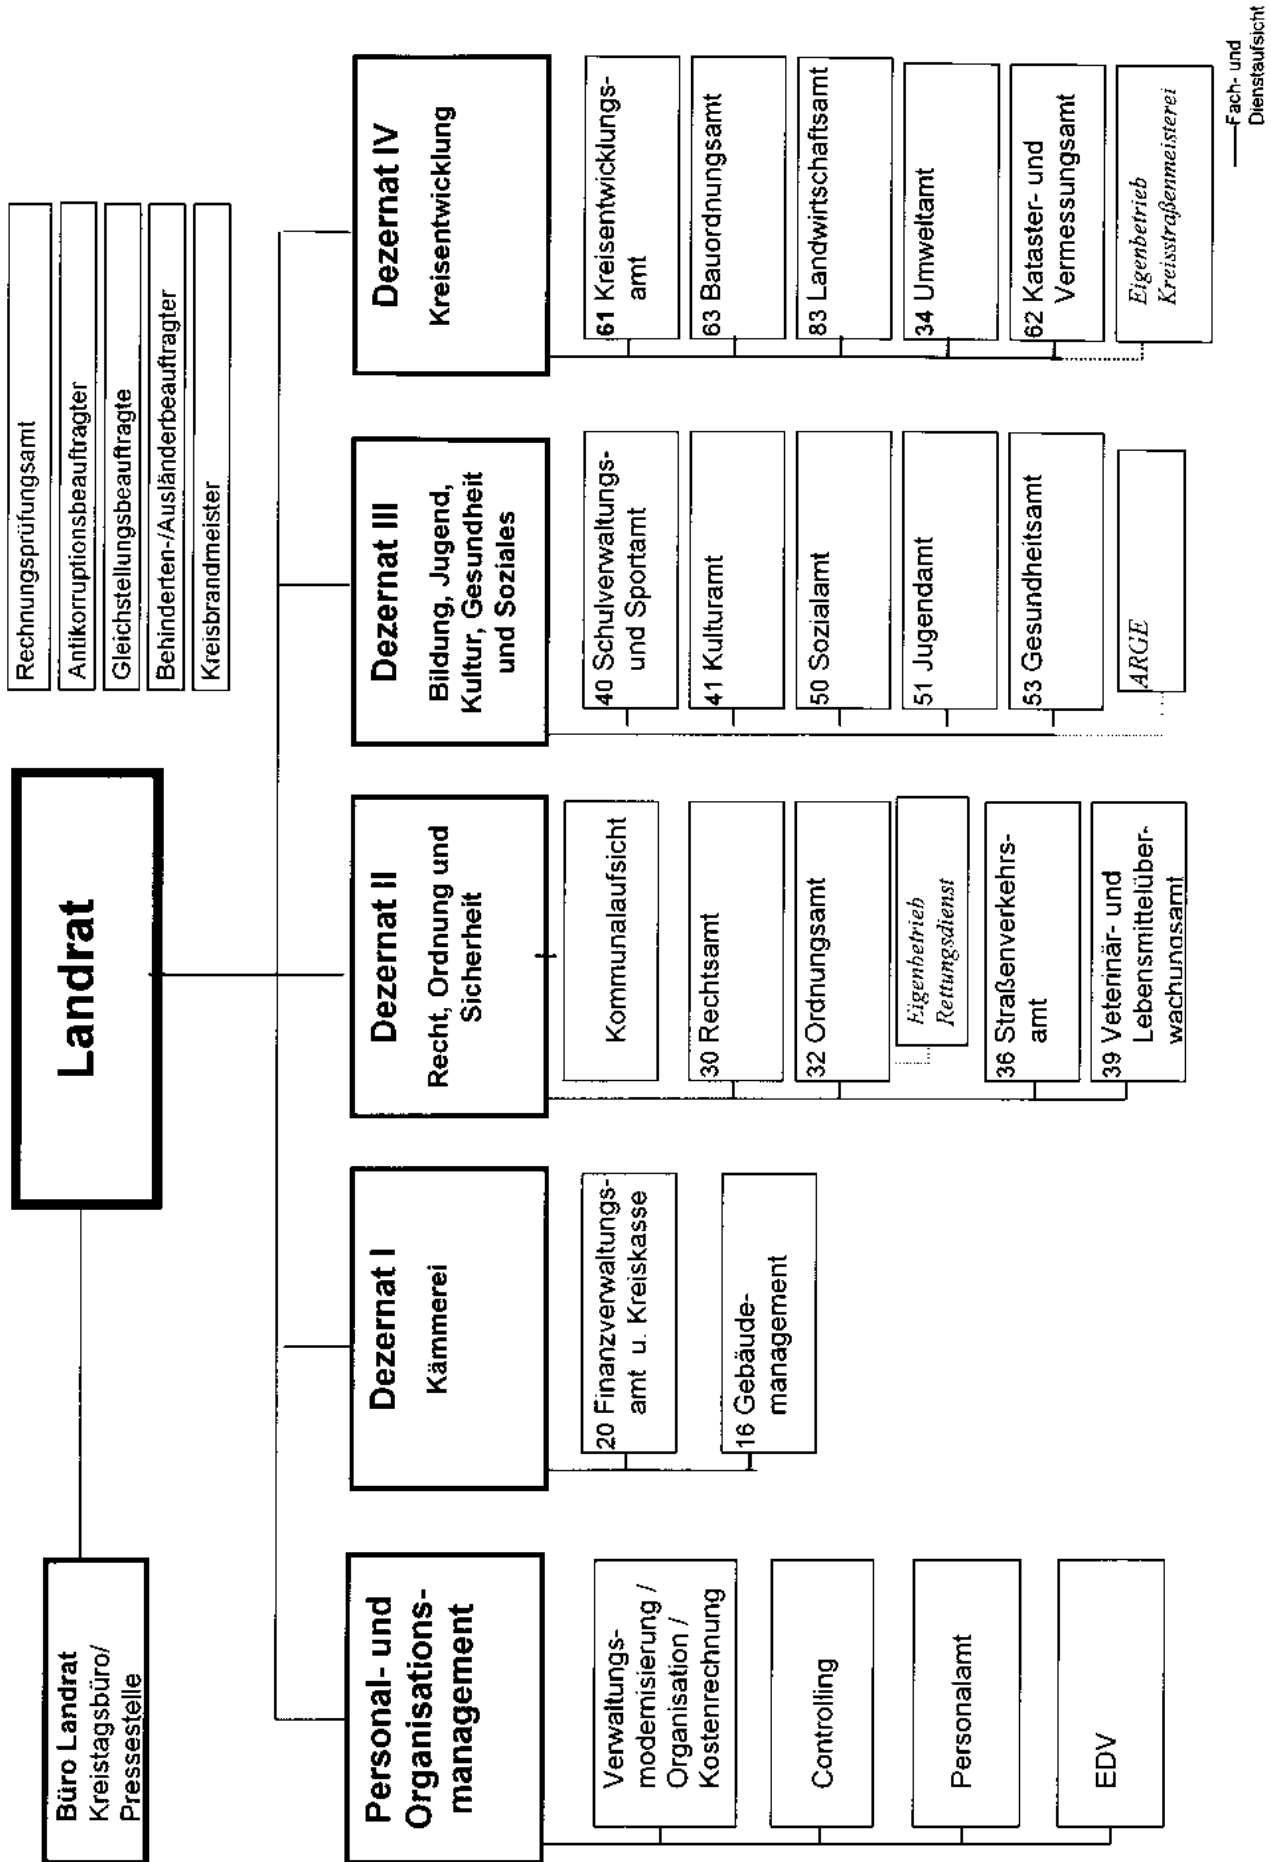 Landrat
Büro Landrat
Kreistagsbüro/
Pressestelle
Rechnungsprüfungsamt
Antikorruptionsbeauftragter
Gleichstellungsbeauftragte
Behinderten-/Ausländerbeauftragter
Kreisbrandmeister
Personal- und
Organisations-
management
Verwaltungs-
modernisierung /
Organisation /
Kostenrechnung
Controlling
Personalamt
EDV
Dezernat I
Kämmerei
20 Finanzverwaltungs-
amt u. Kreiskasse
16 Gebäude-
management
Dezernat II
Recht, Ordnung und
Sicherheit
Kommunalaufsicht
30 Rechtsamt
32 Ordnungsamt
Eigenbetrieb
Rettungsdienst
36 Straßenverkehrs-
amt
39 Veterinär- und
Lebensmittelüber-
wachungsamt
Dezernat III
Bildung, Jugend,
Kultur, Gesundheit
und Soziales
40 Schulverwaltungs-
und Sportamt
41 Kulturamt
50 Sozialamt
51 Jugendamt
53 Gesundheitsamt
ARGE
Dezernat IV
Kreisentwicklung
61 Kreisentwicklungs-
amt
63 Bauordnungsamt
83 Landwirtschaftsamt
34 Umweltamt
62 Kataster- und
Vermessungsamt
Eigenbetrieb
Kreisstraßenmeisterei
Fach- und
Dienstaufsicht